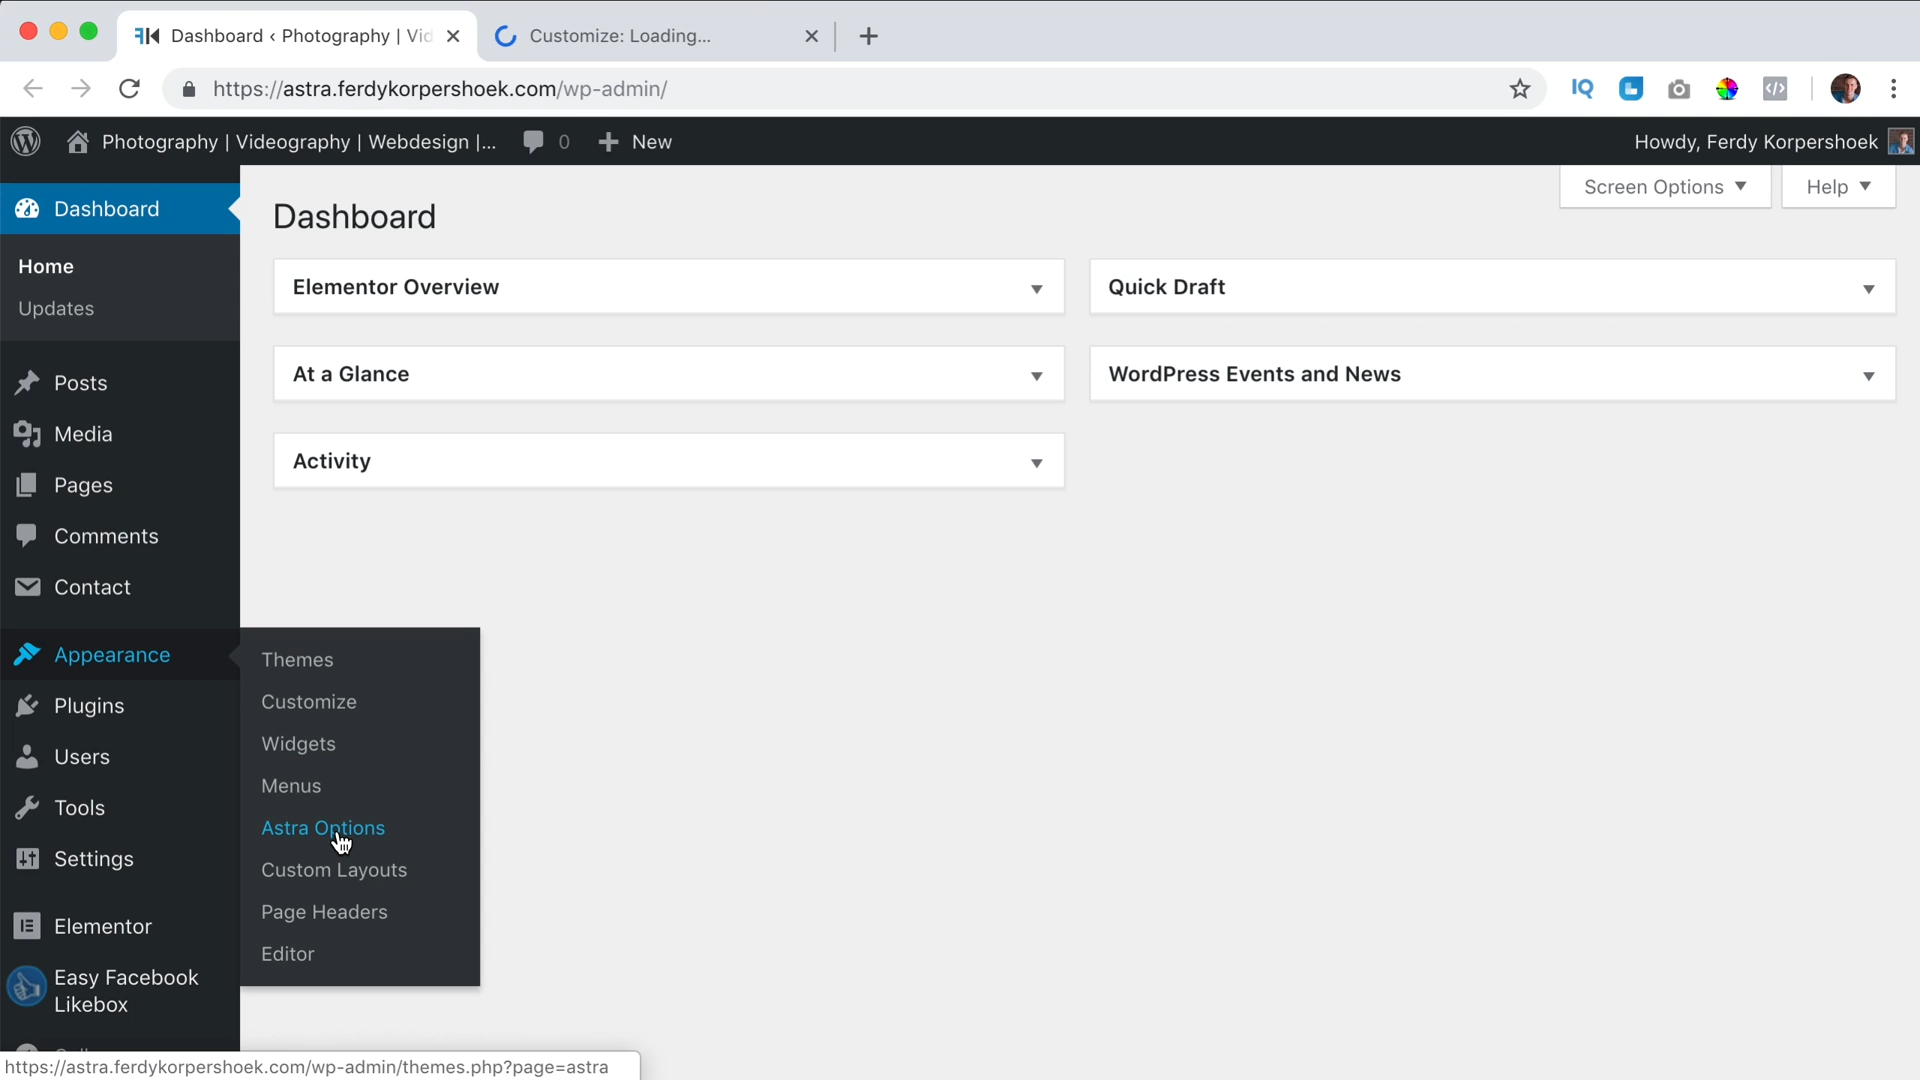 Dashboard ‹ Photography | Vid
Customize: Loading...
https://astra.ferdykorpershoek.com/wp-admin/
IQ
Photography | Videography | Webdesign |...
0
New
Howdy, Ferdy Korpershoek
Dashboard
Screen Options
Help
Dashboard
Home
Updates
Elementor Overview
Quick Draft
At a Glance
WordPress Events and News
Activity
Posts
Media
Pages
Comments
Contact
Appearance
Plugins
Users
Tools
Settings
Elementor
Easy Facebook
Likebox
Themes
Customize
Widgets
Menus
Astra Options
Custom Layouts
Page Headers
Editor
https://astra.ferdykorpershoek.com/wp-admin/themes.php?page=astra